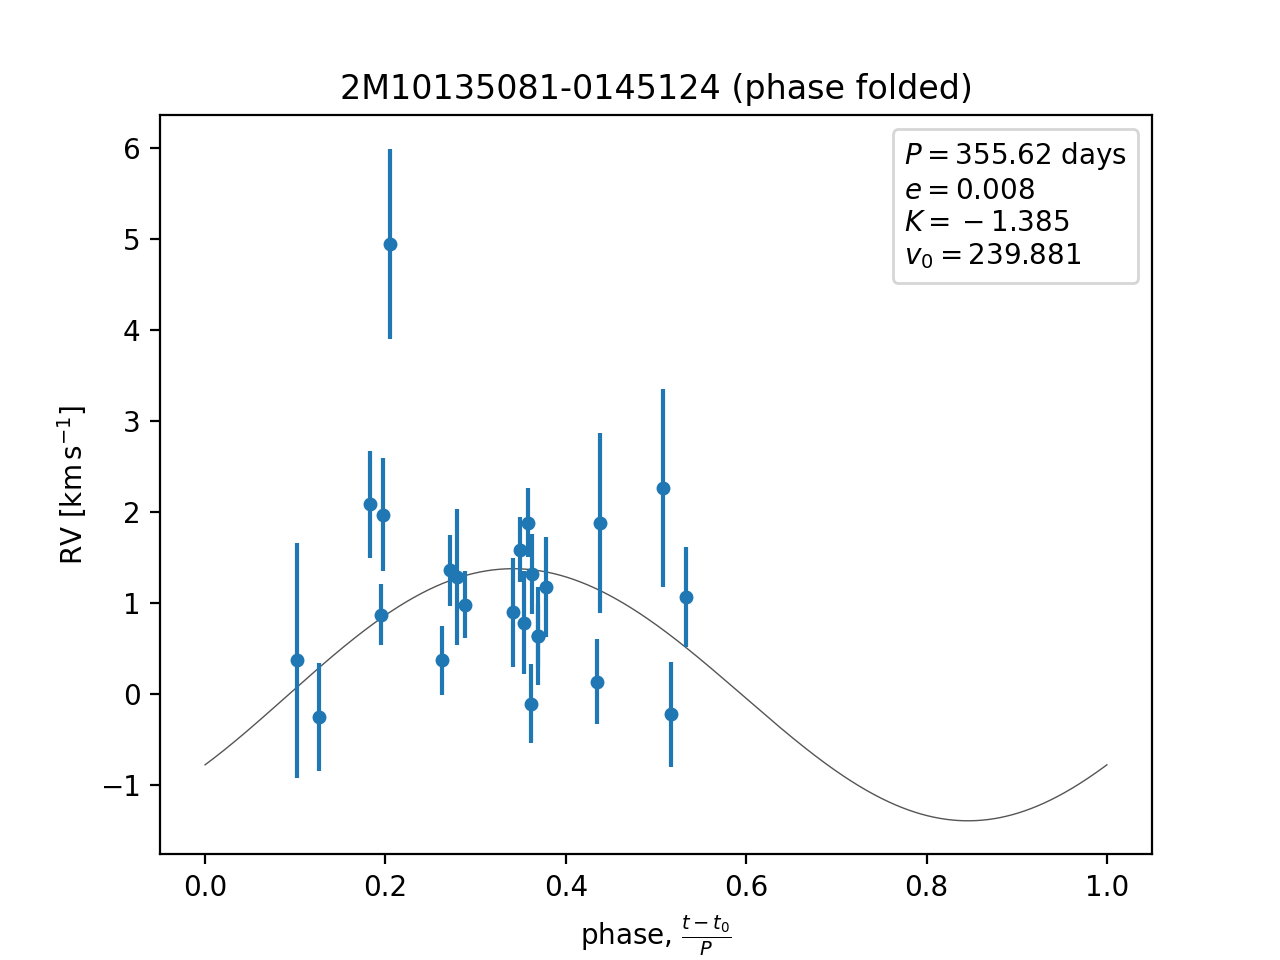 2M10135081-0145124 (phase folded)
P = 355.62 days
e = 0.008
K = −1.385
v₀ = 239.881
RV [km s⁻¹]
6
5
4
3
2
1
0
−1
0.0 0.2 0.4 0.6 0.8 1.0
phase, (t − t₀)/P